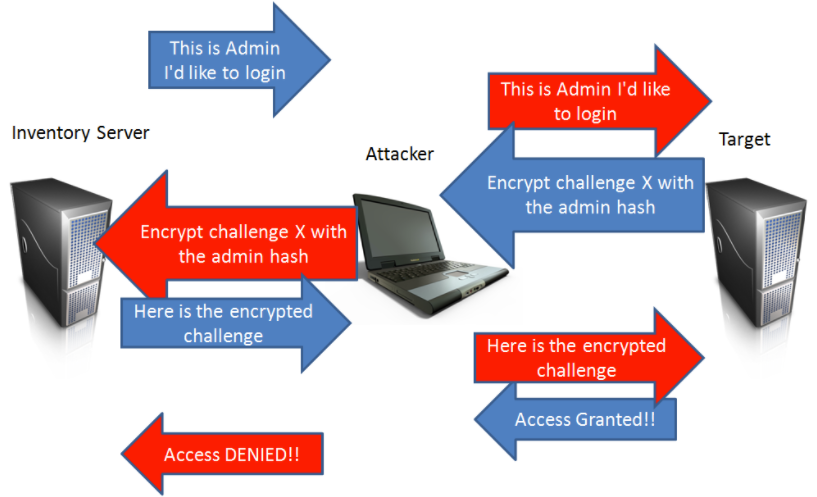 This is Admin
I'd like to login
This is Admin I'd like
to login
Inventory Server
Attacker
Target
Encrypt challenge X with
the admin hash
Encrypt challenge X with
the admin hash
Here is the encrypted
challenge
Here is the encrypted
challenge
Access Granted!!
Access DENIED!!